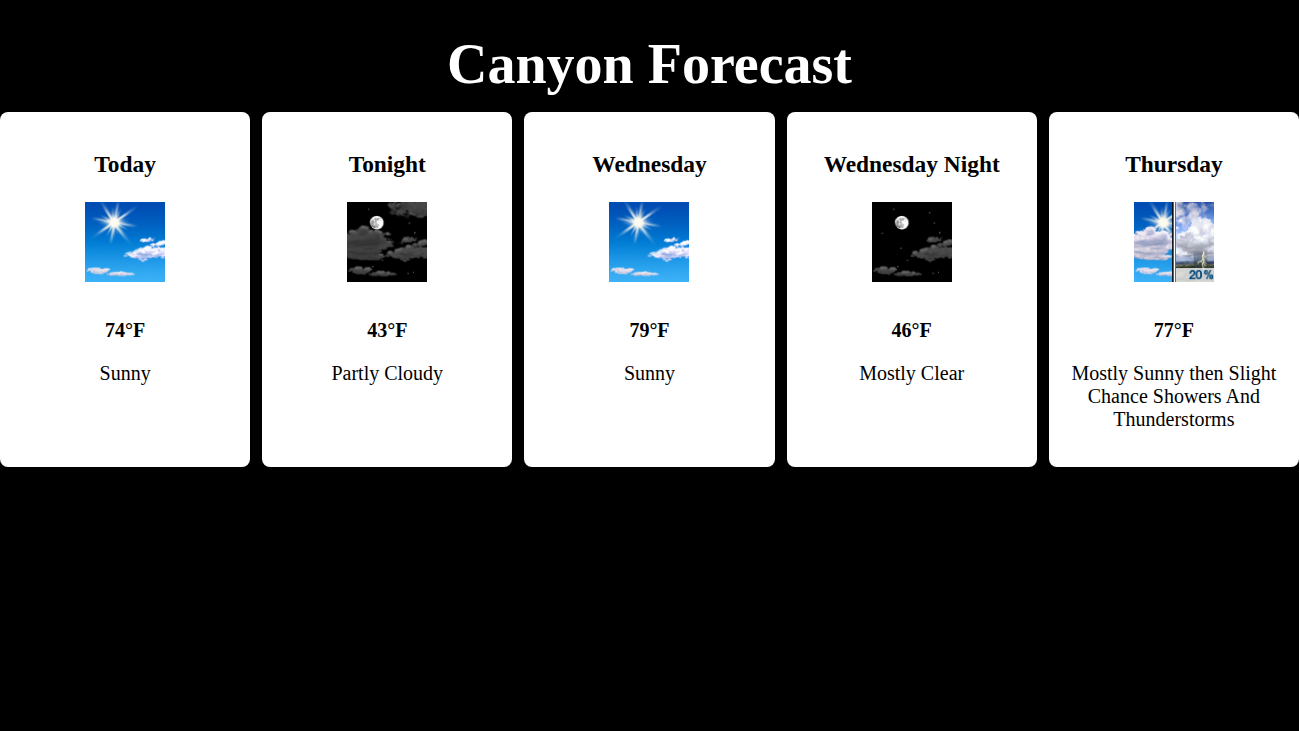 Canyon Forecast
Today
74°F
Sunny
Tonight
43°F
Partly Cloudy
Wednesday
79°F
Sunny
Wednesday Night
46°F
Mostly Clear
Thursday
20%
77°F
Mostly Sunny then Slight
Chance Showers And
Thunderstorms